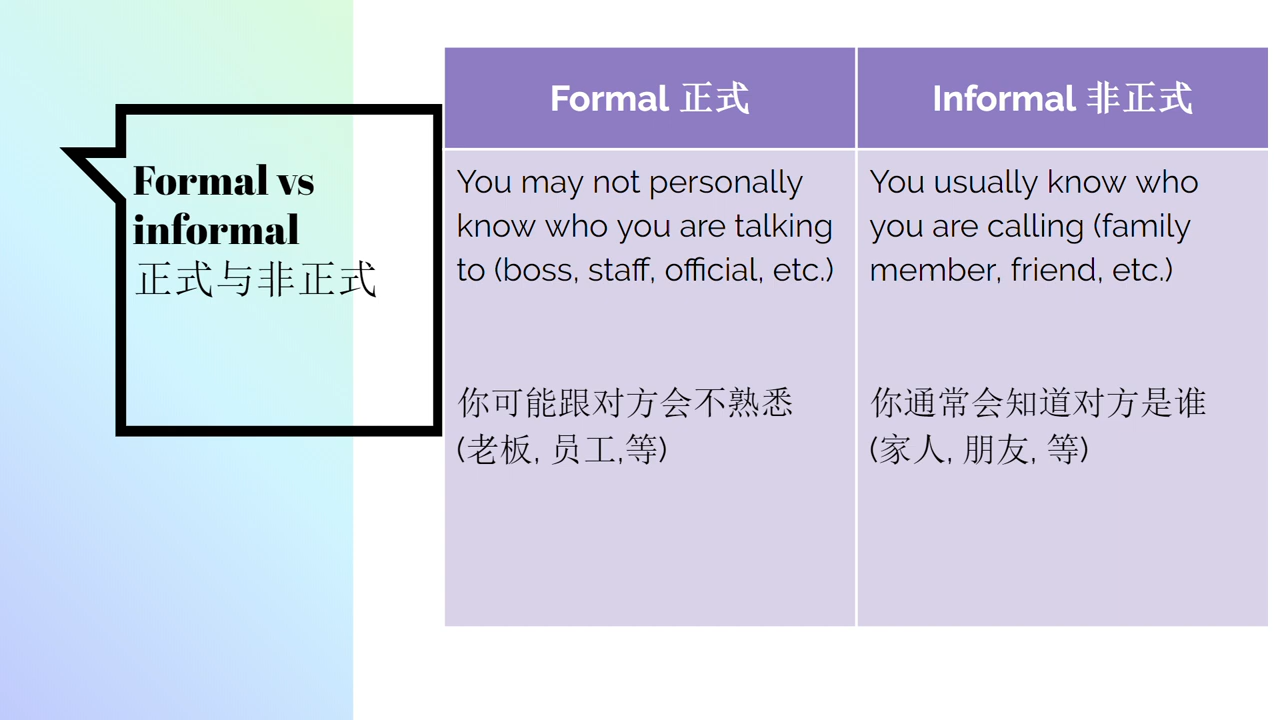 Formal vs
informal
正式与非正式
Formal 正式
Informal 非正式
You may not personally
know who you are talking
to (boss, staff, official, etc.)
你可能跟对方会不熟悉
(老板, 员工,等)
You usually know who
you are calling (family
member, friend, etc.)
你通常会知道对方是谁
(家人, 朋友, 等)